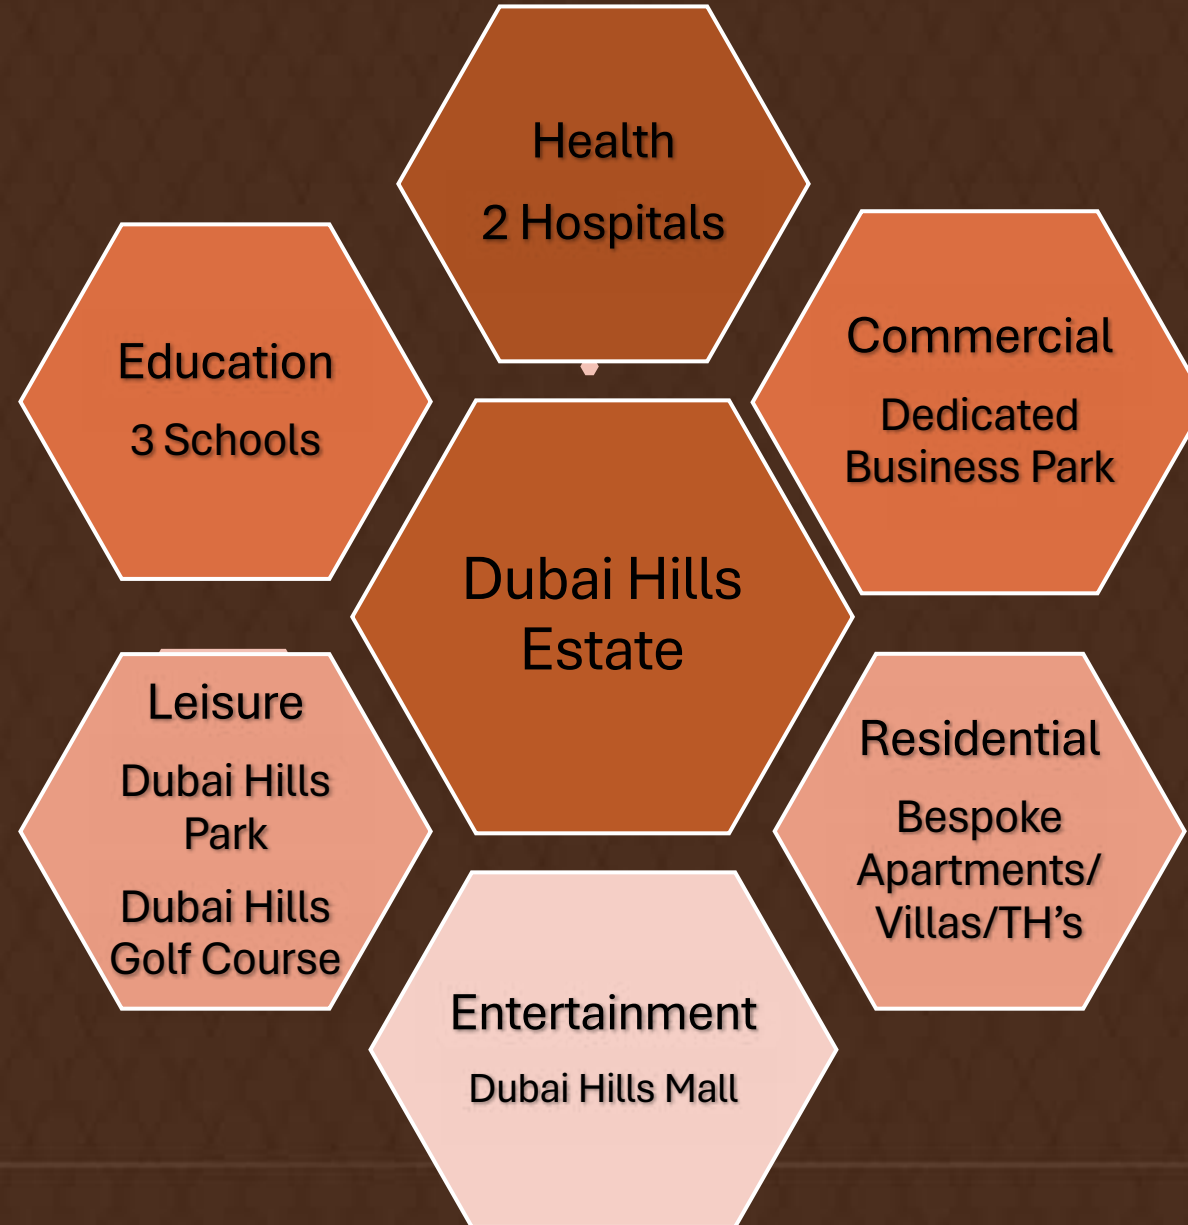 Health
2 Hospitals
Education
3 Schools
Commercial
Dedicated
Business Park
Dubai Hills
Estate
Leisure
Dubai Hills
Park
Dubai Hills
Golf Course
Residential
Bespoke
Apartments/
Villas/TH’s
Entertainment
Dubai Hills Mall